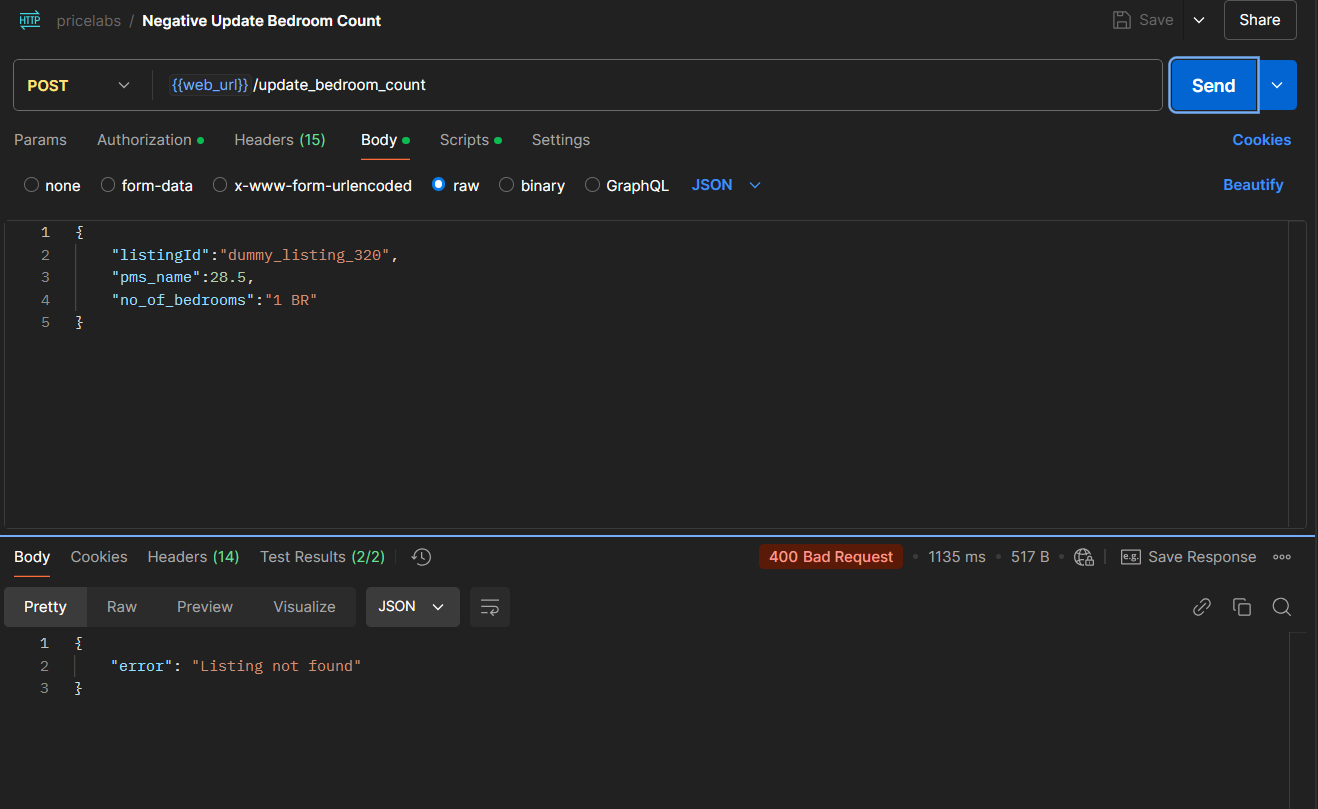 HTTP pricelabs / Negative Update Bedroom Count Save Share
POST {{web_url}} /update_bedroom_count Send
Params Authorization Headers (15) Body Scripts Settings Cookies
none form-data x-www-form-urlencoded raw binary GraphQL JSON Beautify
1 {
2 "listingId":"dummy_listing_320",
3 "pms_name":28.5,
4 "no_of_bedrooms":"1 BR"
5 }
Body Cookies Headers (14) Test Results (2/2) 400 Bad Request • 1135 ms • 517 B • e.g. Save Response
Pretty Raw Preview Visualize JSON
1 {
2 "error": "Listing not found"
3 }